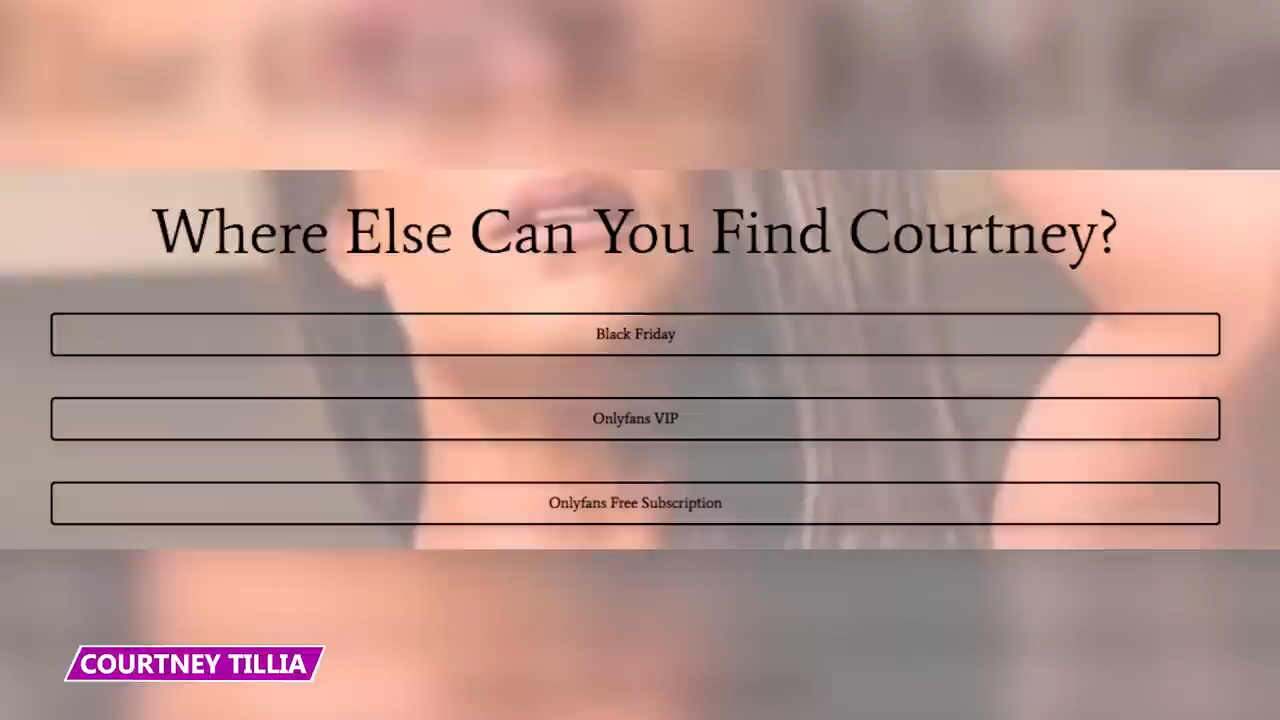 Where Else Can You Find Courtney?
Black Friday
Onlyfans VIP
Onlyfans Free Subscription
COURTNEY TILLIA